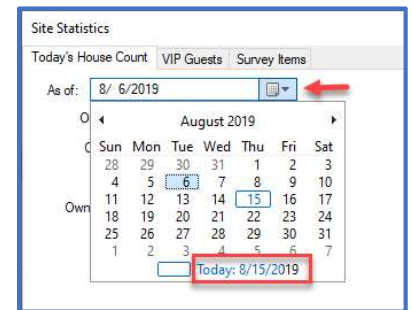 Site Statistics
Today's House Count VIP Guests Survey Items
As of: 8/ 6/2019
August 2019
Sun Mon Tue Wed Thu Fri Sat
28 29 30 31 1 2 3
4 5 6 7 8 9 10
11 12 13 14 15 16 17
18 19 20 21 22 23 24
Own
25 26 27 28 29 30 31
1 2 3 4 5 6 7
Today: 8/15/2019